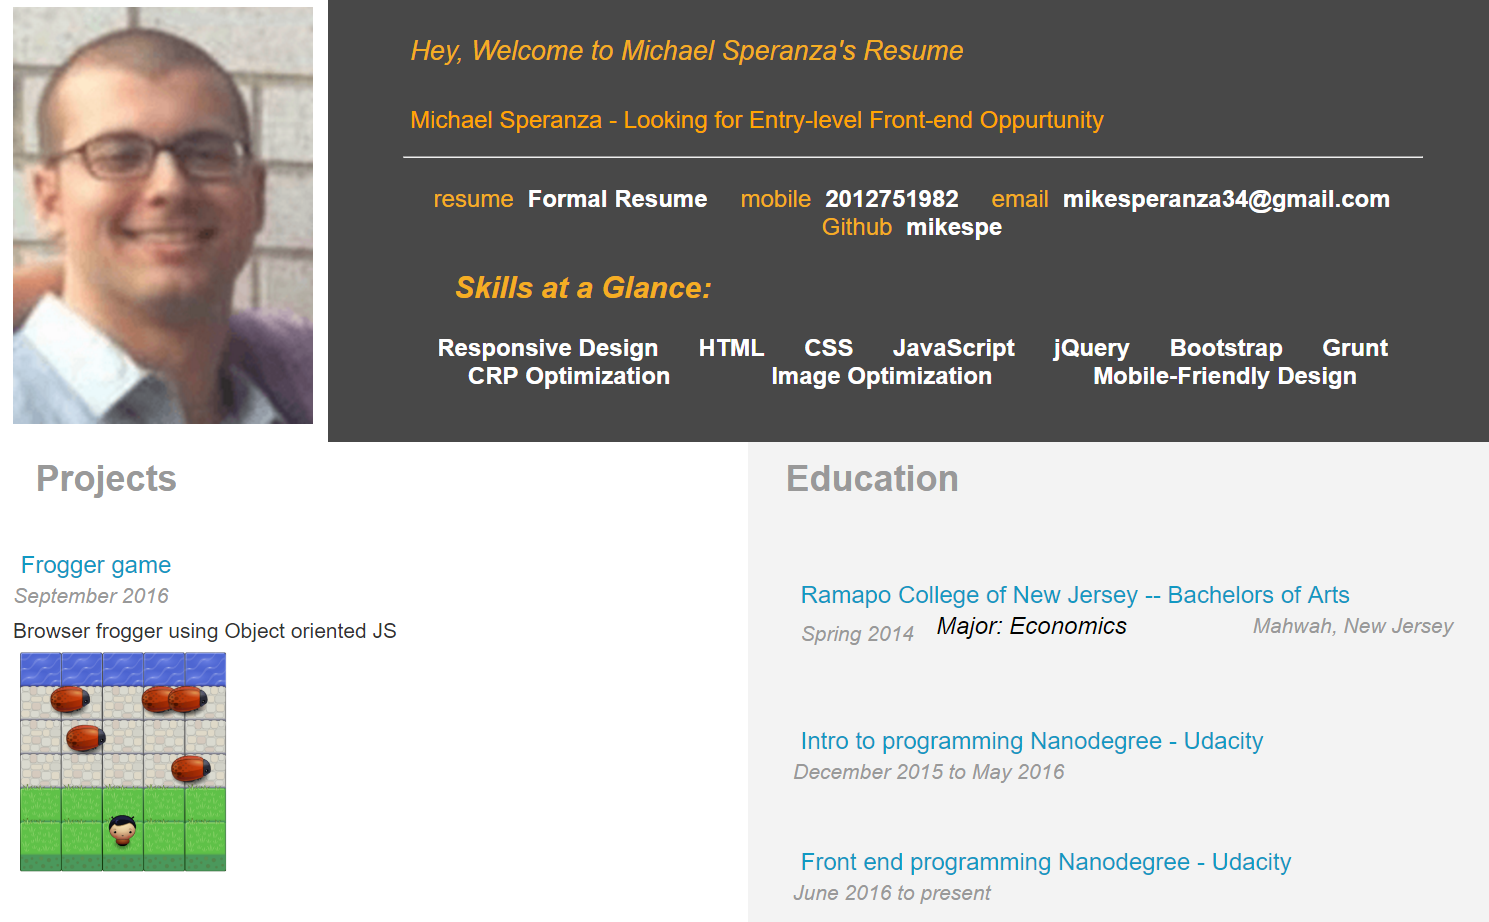 Hey, Welcome to Michael Speranza's Resume
Michael Speranza - Looking for Entry-level Front-end Oppurtunity
resume Formal Resume mobile 2012751982 email mikesperanza34@gmail.com
Github mikespe
Skills at a Glance:
Responsive Design HTML CSS JavaScript jQuery Bootstrap Grunt
CRP Optimization Image Optimization Mobile-Friendly Design
Projects
Frogger game
September 2016
Browser frogger using Object oriented JS
Education
Ramapo College of New Jersey -- Bachelors of Arts
Spring 2014 Major: Economics Mahwah, New Jersey
Intro to programming Nanodegree - Udacity
December 2015 to May 2016
Front end programming Nanodegree - Udacity
June 2016 to present